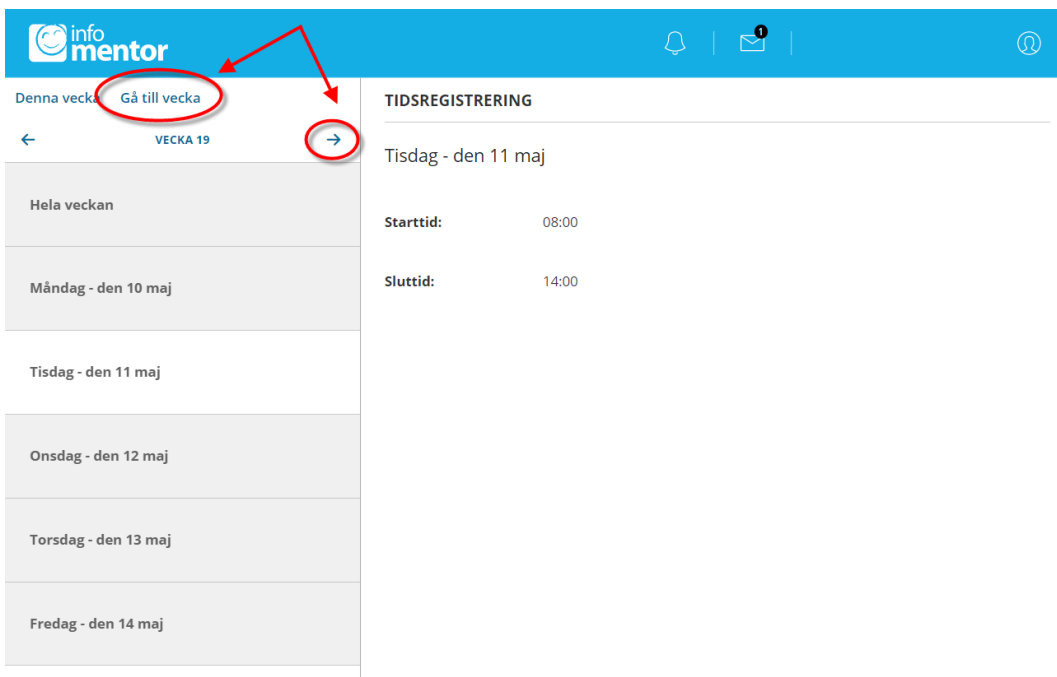 info
mentor
1
Denna vecka Gå till vecka
VECKA 19
Hela veckan
Måndag - den 10 maj
Tisdag - den 11 maj
Onsdag - den 12 maj
Torsdag - den 13 maj
Fredag - den 14 maj
TIDSREGISTRERING
Tisdag - den 11 maj
Starttid: 08:00
Sluttid: 14:00